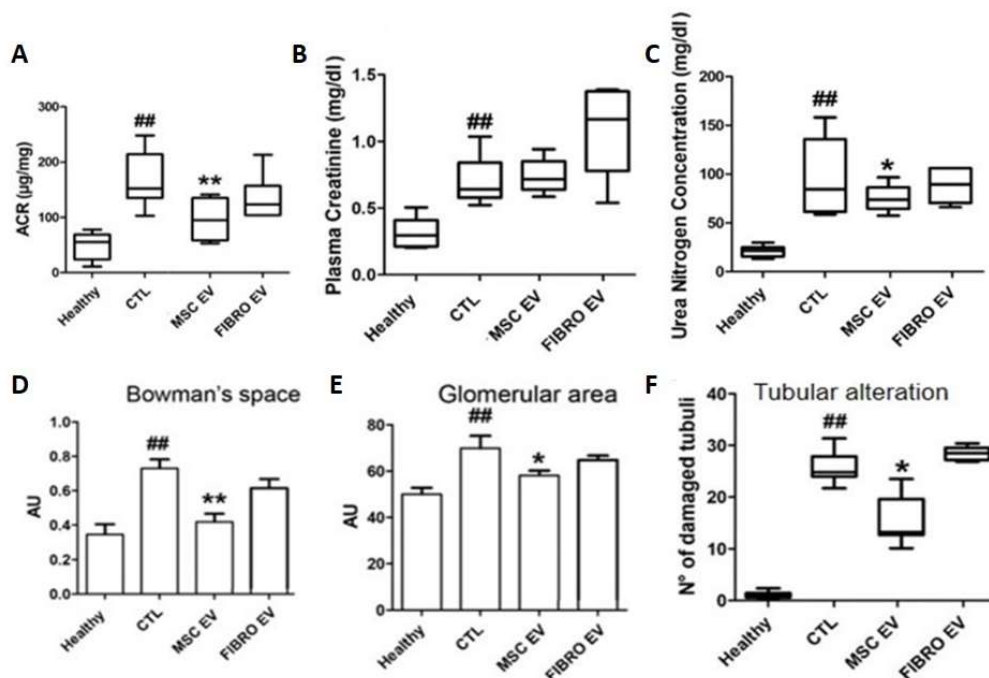 A
ACR (µg/mg)
300
200
100
0
##
**
Healthy
CTL
MSC EV
FIBRO EV
B
Plasma Creatinine (mg/dl)
1.5
1.0
0.5
0.0
##
Healthy
CTL
MSC EV
FIBRO EV
C
Urea Nitrogen Concentration (mg/dl)
200
150
100
50
0
##
*
Healthy
CTL
MSC EV
FIBRO EV
D
Bowman's space
AU
0.8
0.6
0.4
0.2
0.0
##
**
Healthy
CTL
MSC EV
FIBRO EV
E
Glomerular area
AU
80
60
40
20
0
##
*
Healthy
CTL
MSC EV
FIBRO EV
F
Tubular alteration
N° of damaged tubuli
40
30
20
10
0
##
*
Healthy
CTL
MSC EV
FIBRO EV